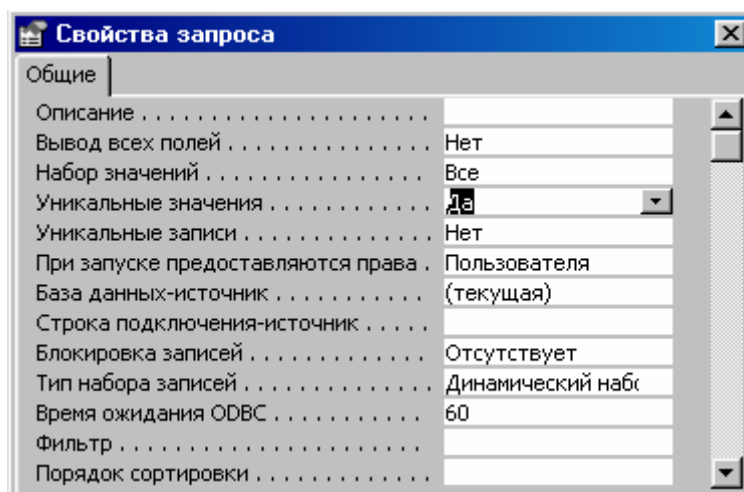 Свойства запроса
Общие
Описание . . . . . . . . . . . . . . . . . . . . . .
Вывод всех полей . . . . . . . . . . . . . . . Нет
Набор значений . . . . . . . . . . . . . . . . Все
Уникальные значения . . . . . . . . . . . . Да
Уникальные записи . . . . . . . . . . . . . . Нет
При запуске предоставляются права . Пользователя
База данных-источник . . . . . . . . . . . . (текущая)
Строка подключения-источник . . . . .
Блокировка записей . . . . . . . . . . . . . Отсутствует
Тип набора записей . . . . . . . . . . . . . . Динамический набо
Время ожидания ODBC . . . . . . . . . . . 60
Фильтр . . . . . . . . . . . . . . . . . . . . . . .
Порядок сортировки . . . . . . . . . . . . .